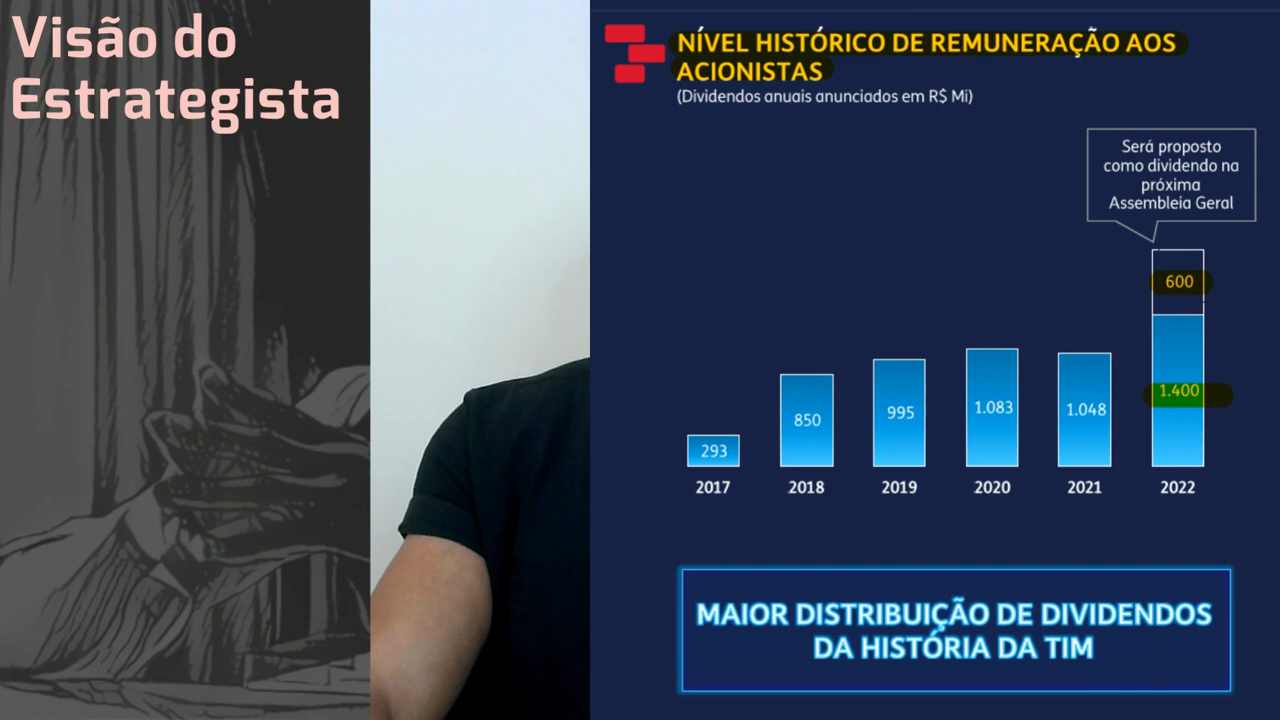 Visão do
Estrategista
NÍVEL HISTÓRICO DE REMUNERAÇÃO AOS
ACIONISTAS
(Dividendos anuais anunciados em R$ Mi)
Será proposto
como dividendo na
próxima
Assembleia Geral
600
1.400
293
850
995
1.083
1.048
2017
2018
2019
2020
2021
2022
MAIOR DISTRIBUIÇÃO DE DIVIDENDOS
DA HISTÓRIA DA TIM